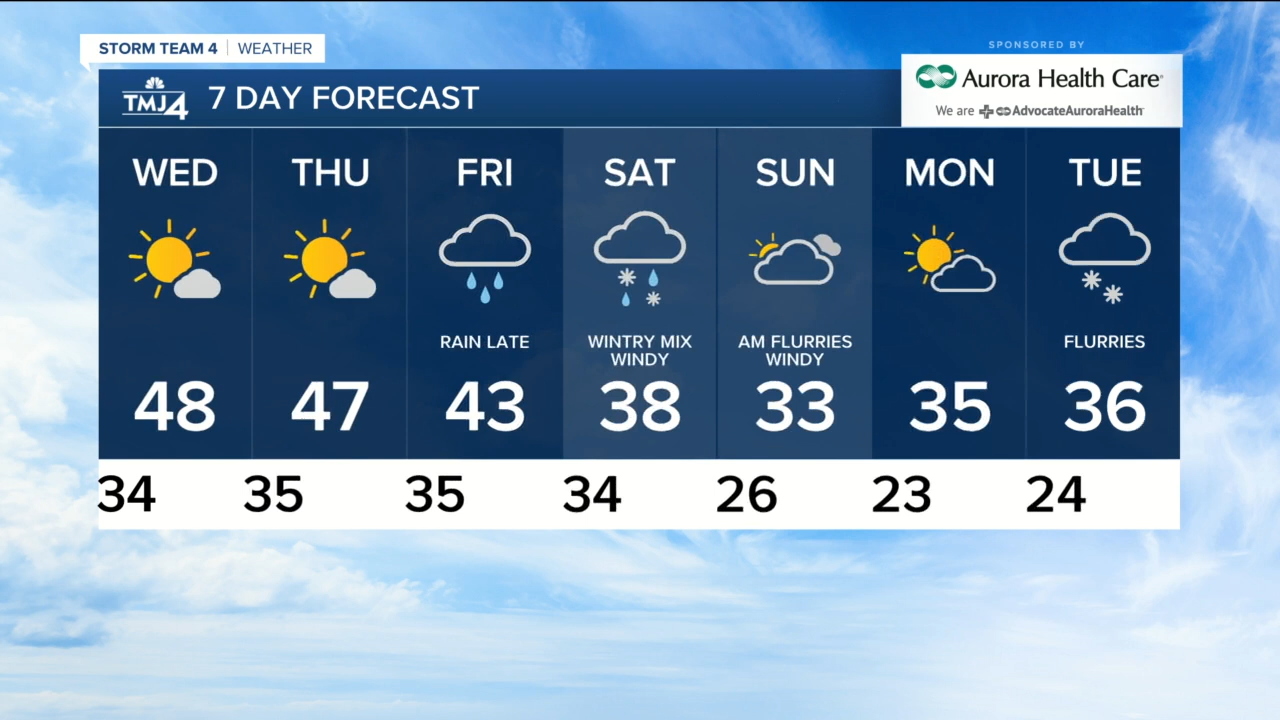 STORM TEAM 4 | WEATHER
SPONSORED BY
TMJ4 7 DAY FORECAST
Aurora Health Care®
We are AdvocateAuroraHealth
WED THU FRI SAT SUN MON TUE
RAIN LATE WINTRY MIX AM FLURRIES FLURRIES
WINDY WINDY
48 47 43 38 33 35 36
34 35 35 34 26 23 24